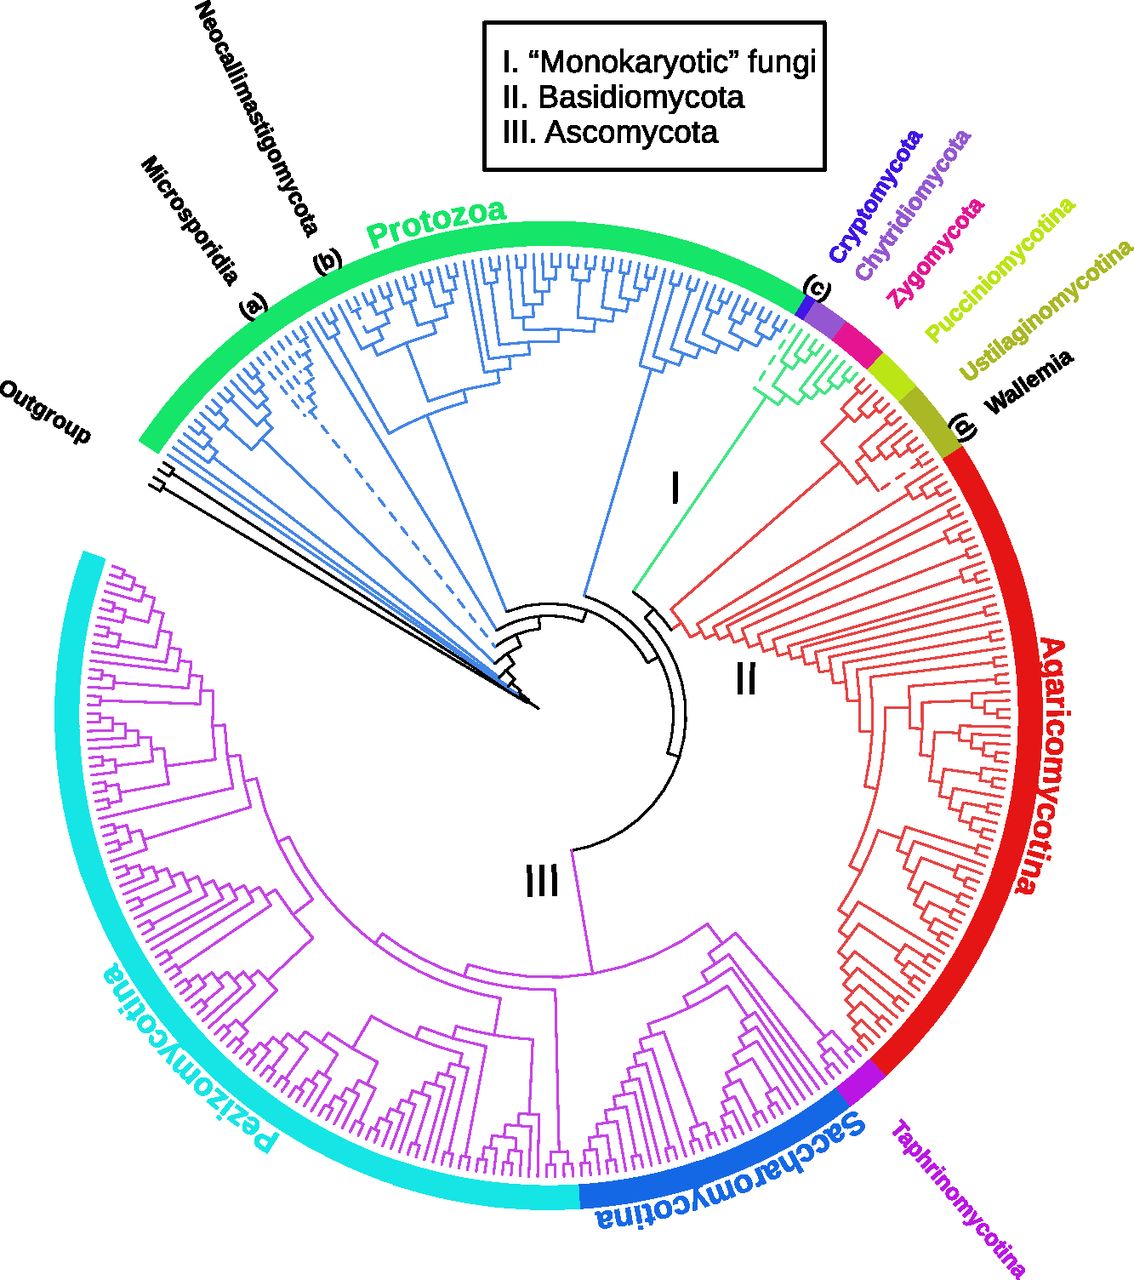 I. “Monokaryotic” fungi
II. Basidiomycota
III. Ascomycota
Neocallimastigomycota
(b)
Microsporidia
(a)
Outgroup
Protozoa
(c)
Cryptomycota
Chytridiomycota
Zygomycota
Pucciniomycotina
Ustilaginomycotina
(d)
Wallemia
I
II
III
Agaricomycotina
Taphrinomycotina
Saccharomycotina
Pezizomycotina